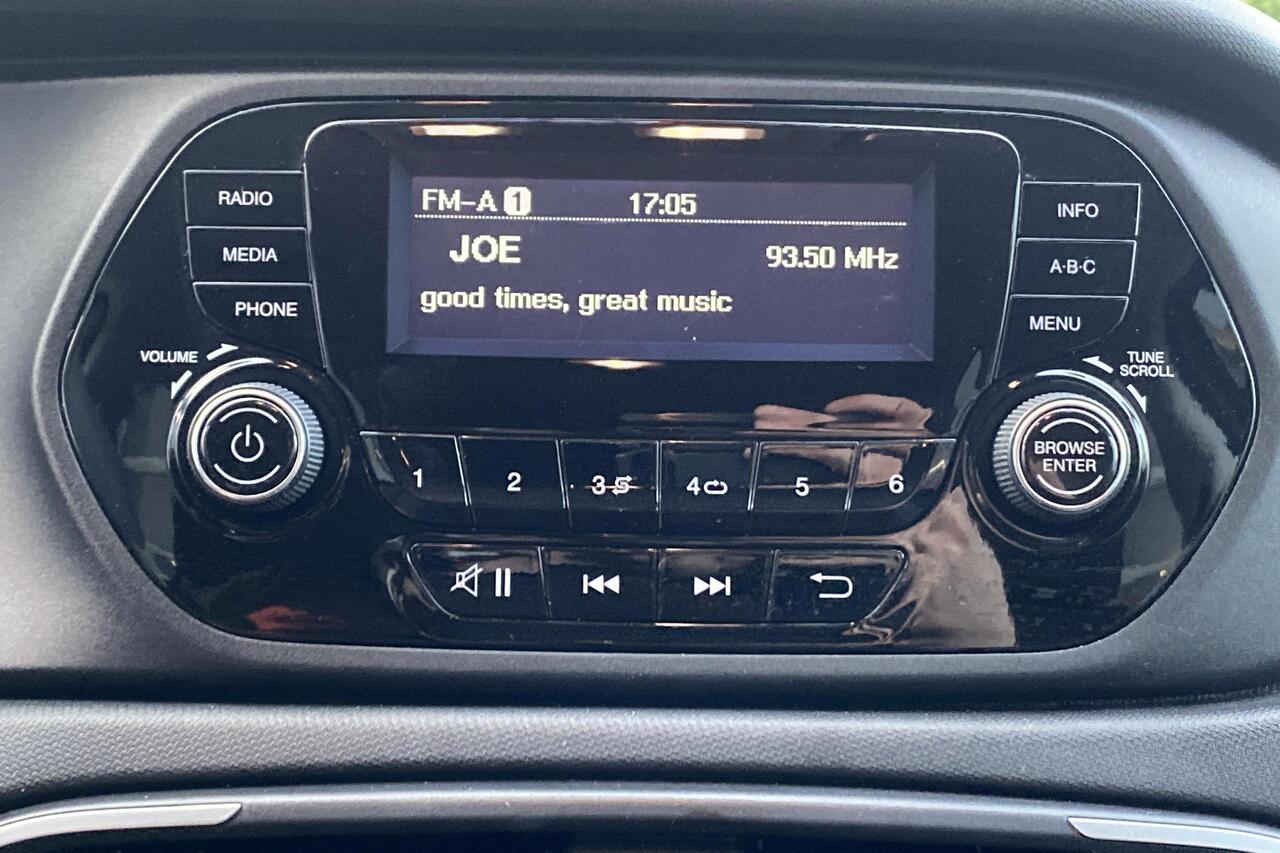 FM-A 1 17:05
JOE 93.50 MHz
good times, great music
RADIO
MEDIA
PHONE
VOLUME
INFO
A·B·C
MENU
TUNE
SCROLL
BROWSE
ENTER
1 2 3 4 5 6